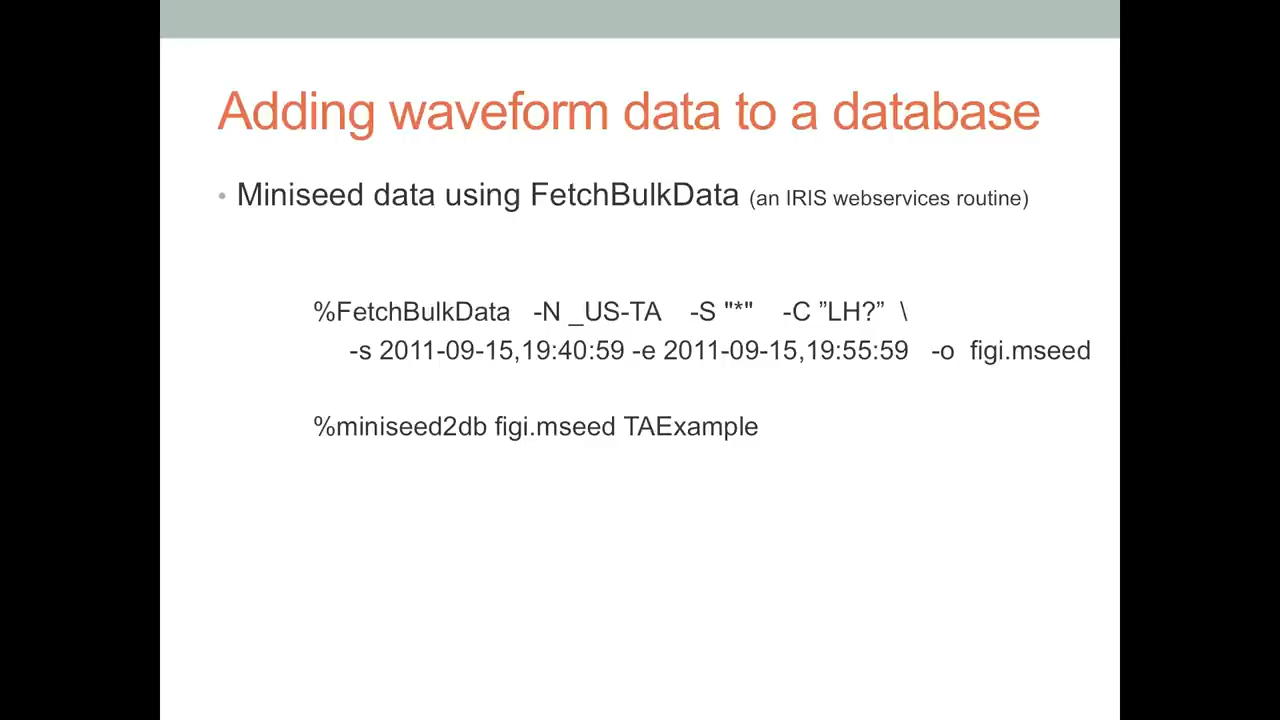 Adding waveform data to a database
• Miniseed data using FetchBulkData (an IRIS webservices routine)
%FetchBulkData -N _US-TA -S "*" -C ”LH?” \
-s 2011-09-15,19:40:59 -e 2011-09-15,19:55:59 -o figi.mseed
%miniseed2db figi.mseed TAExample